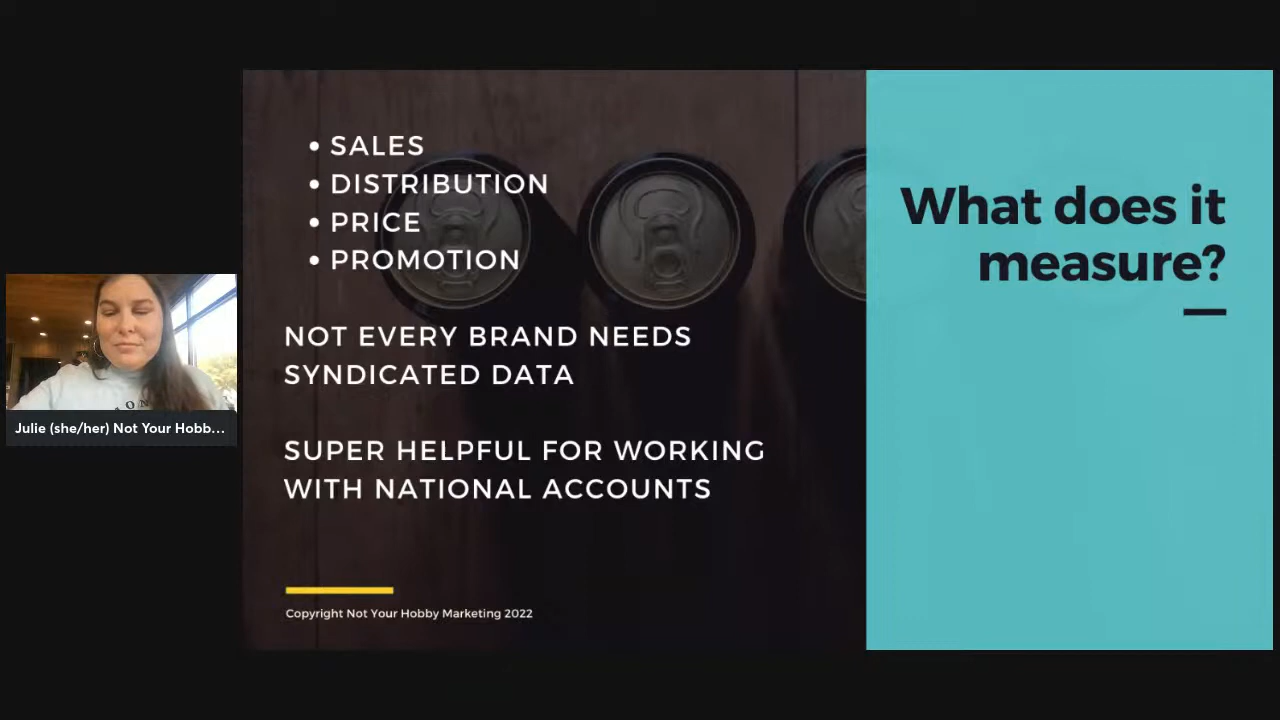 • SALES
• DISTRIBUTION
• PRICE
• PROMOTION
NOT EVERY BRAND NEEDS
SYNDICATED DATA
SUPER HELPFUL FOR WORKING
WITH NATIONAL ACCOUNTS
Copyright Not Your Hobby Marketing 2022
What does it
measure?
Julie (she/her) Not Your Hobb...